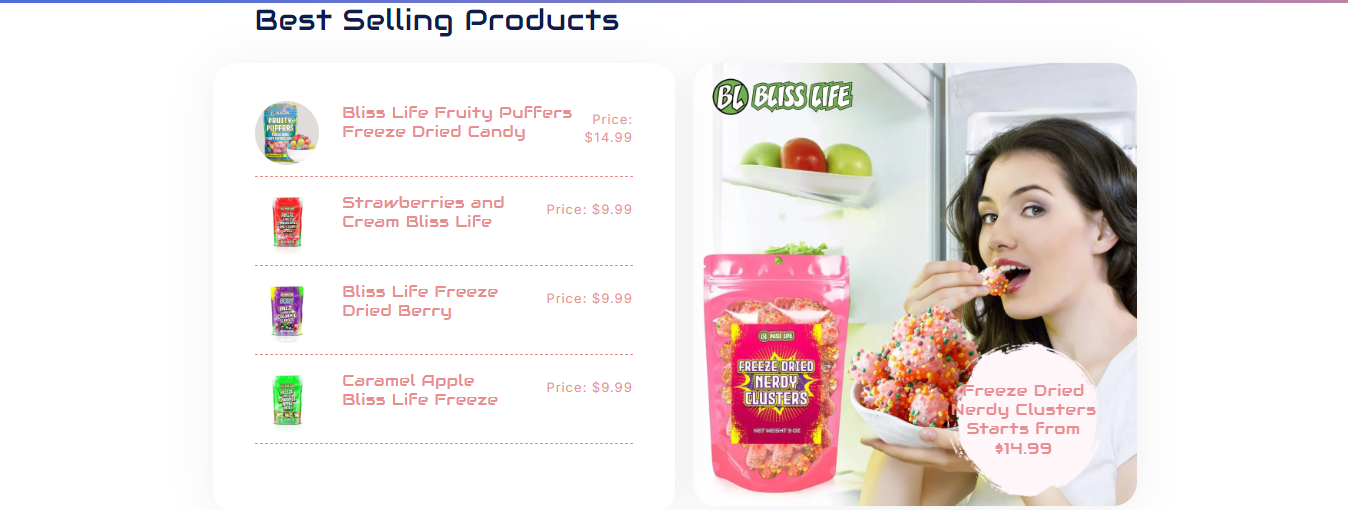 Best Selling Products
Bliss Life Fruity Puffers
Freeze Dried Candy
Price:
$14.99
FRUITY
PUFFERS
Strawberries and
Cream Bliss Life
Price: $9.99
Bliss Life Freeze
Dried Berry
Price: $9.99
Caramel Apple
Bliss Life Freeze
Price: $9.99
BL BLISS LIFE
BL BLISS LIFE
FREEZE DRIED
NERDY
CLUSTERS
NET WEIGHT 5 OZ
Freeze Dried
Nerdy Clusters
Starts from
$14.99